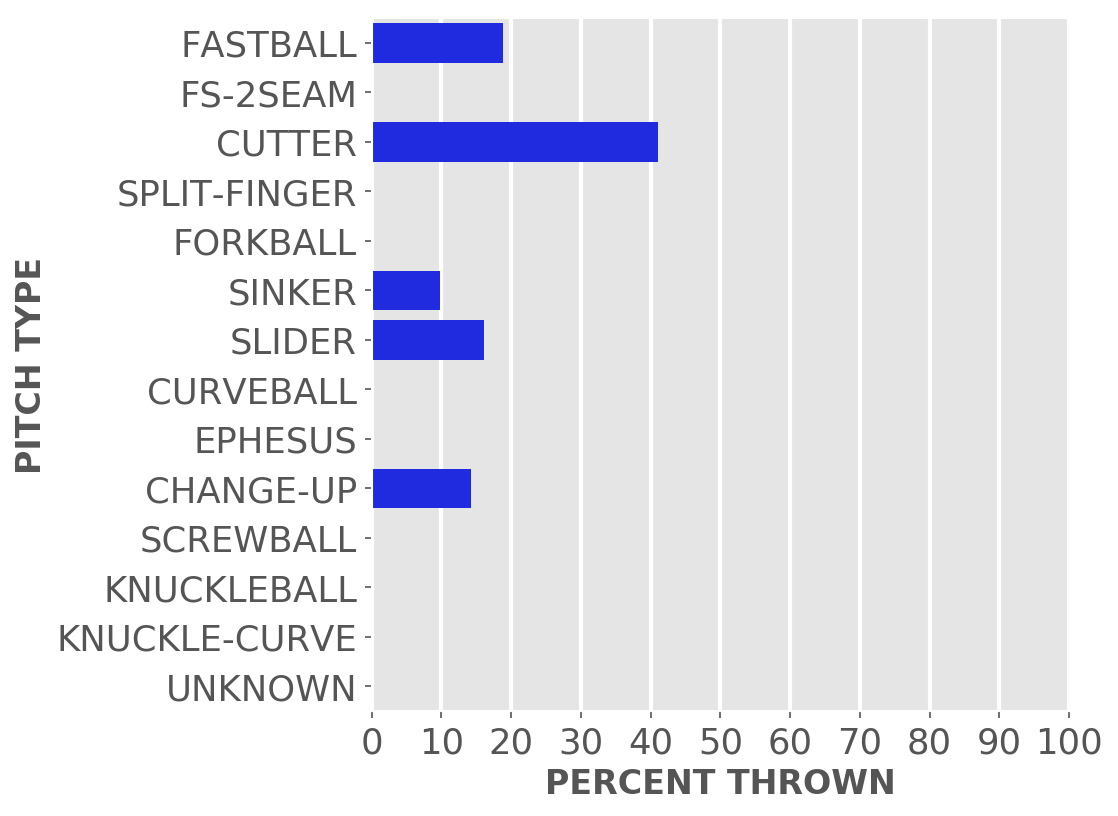 FASTBALL
FS-2SEAM
CUTTER
SPLIT-FINGER
FORKBALL
SINKER
SLIDER
CURVEBALL
EPHESUS
CHANGE-UP
SCREWBALL
KNUCKLEBALL
KNUCKLE-CURVE
UNKNOWN
PITCH TYPE
0 10 20 30 40 50 60 70 80 90 100
PERCENT THROWN